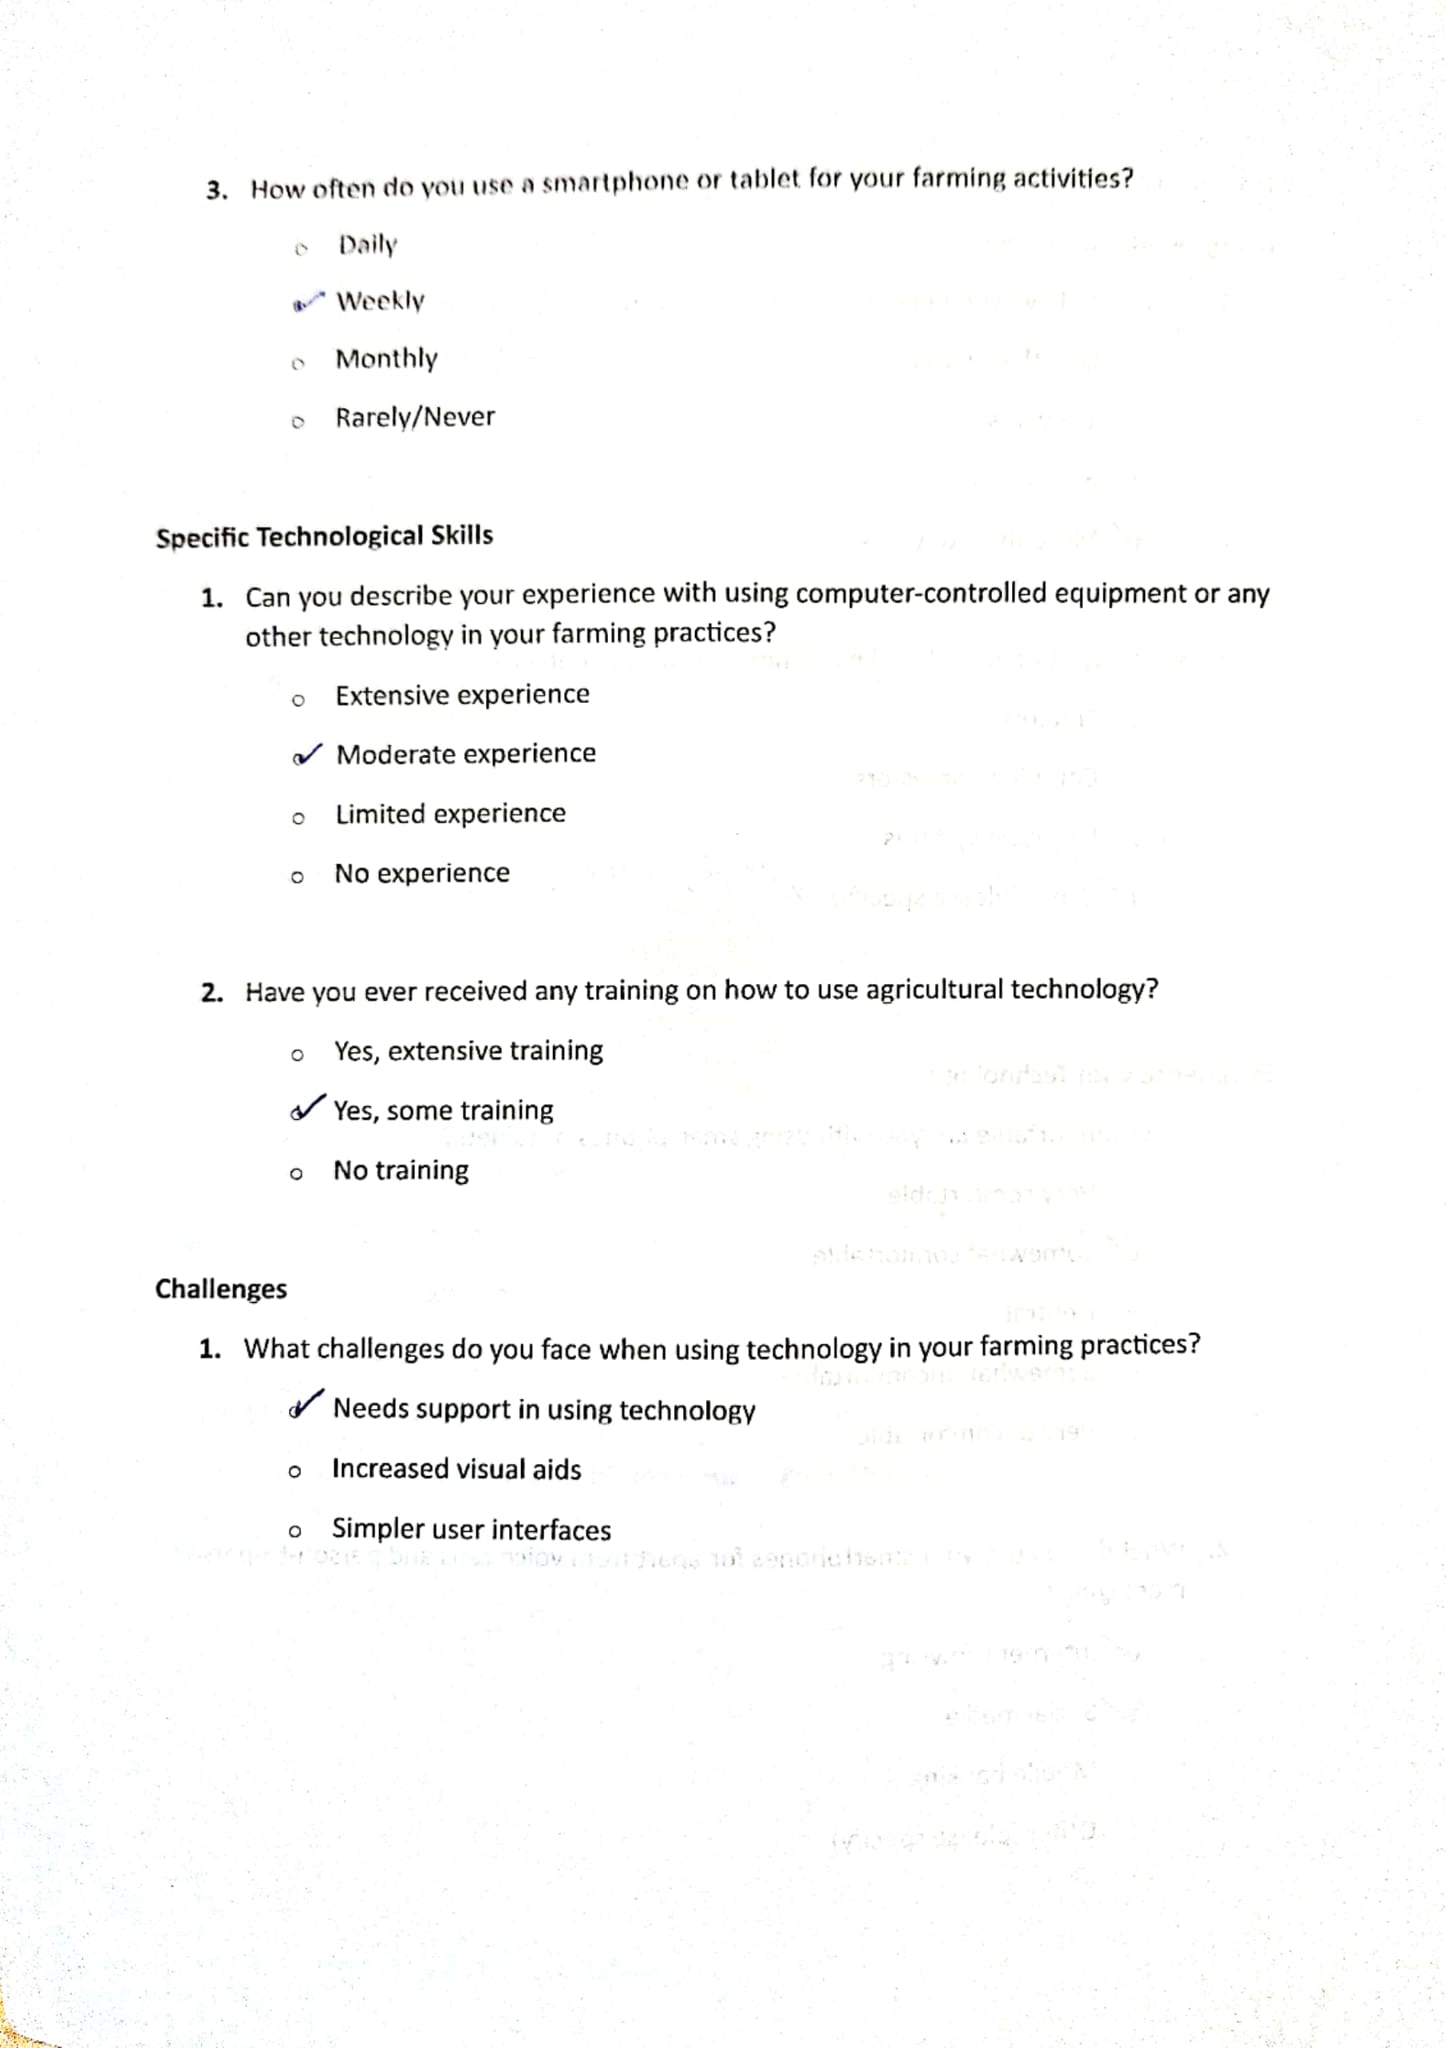 3. How often do you use a smartphone or tablet for your farming activities?
o Daily
✓ Weekly
o Monthly
o Rarely/Never
Specific Technological Skills
1. Can you describe your experience with using computer-controlled equipment or any
other technology in your farming practices?
o Extensive experience
✓ Moderate experience
o Limited experience
o No experience
2. Have you ever received any training on how to use agricultural technology?
o Yes, extensive training
✓ Yes, some training
o No training
Challenges
1. What challenges do you face when using technology in your farming practices?
✓ Needs support in using technology
o Increased visual aids
o Simpler user interfaces